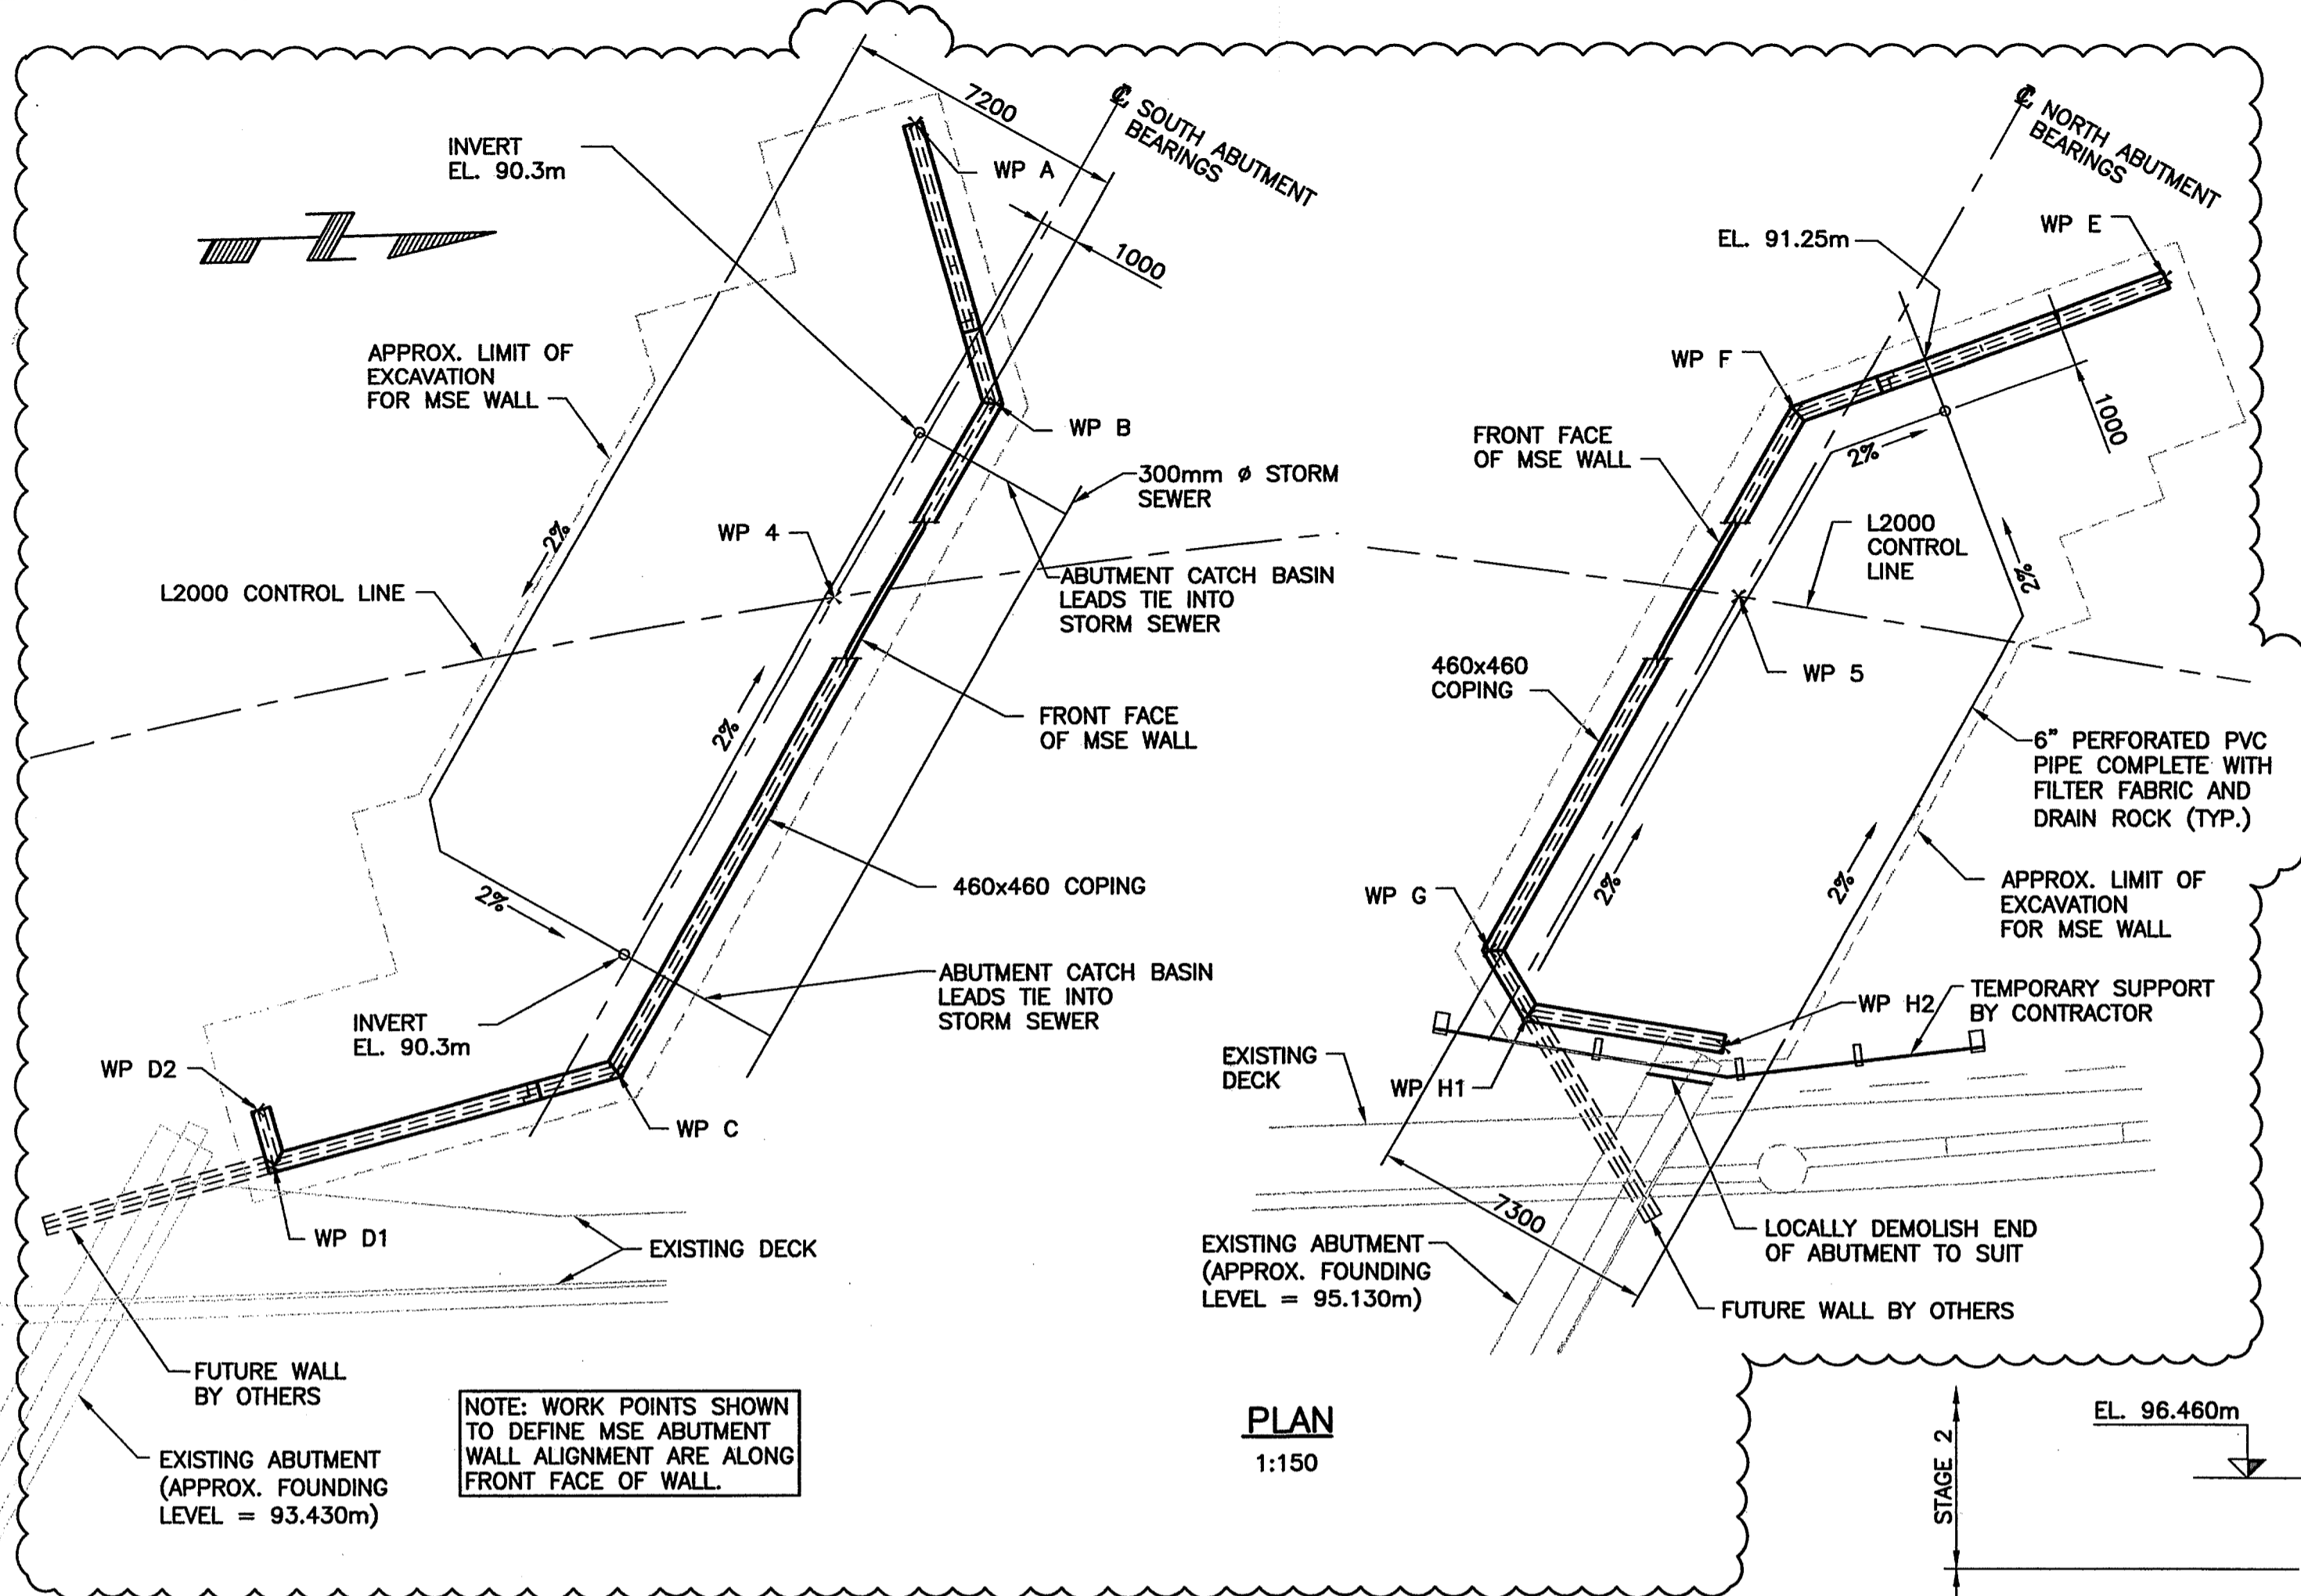 7200
℄ SOUTH ABUTMENT
BEARINGS
℄ NORTH ABUTMENT
BEARINGS
INVERT
EL. 90.3m
WP A
1000
EL. 91.25m
WP E
APPROX. LIMIT OF
EXCAVATION
FOR MSE WALL
WP B
WP F
1000
FRONT FACE
OF MSE WALL
2%
300mm ø STORM
SEWER
2%
WP 4
L2000
CONTROL
LINE
2%
L2000 CONTROL LINE
ABUTMENT CATCH BASIN
LEADS TIE INTO
STORM SEWER
460x460
COPING
WP 5
2%
FRONT FACE
OF MSE WALL
6" PERFORATED PVC
PIPE COMPLETE WITH
FILTER FABRIC AND
DRAIN ROCK (TYP.)
2%
460x460 COPING
WP G
2%
2%
APPROX. LIMIT OF
EXCAVATION
FOR MSE WALL
ABUTMENT CATCH BASIN
LEADS TIE INTO
STORM SEWER
INVERT
EL. 90.3m
WP H2
TEMPORARY SUPPORT
BY CONTRACTOR
WP D2
EXISTING
DECK
WP H1
WP C
WP D1
EXISTING DECK
7300
EXISTING ABUTMENT
(APPROX. FOUNDING
LEVEL = 95.130m)
LOCALLY DEMOLISH END
OF ABUTMENT TO SUIT
FUTURE WALL BY OTHERS
FUTURE WALL
BY OTHERS
EXISTING ABUTMENT
(APPROX. FOUNDING
LEVEL = 93.430m)
NOTE: WORK POINTS SHOWN
TO DEFINE MSE ABUTMENT
WALL ALIGNMENT ARE ALONG
FRONT FACE OF WALL.
PLAN
1:150
STAGE 2
EL. 96.460m